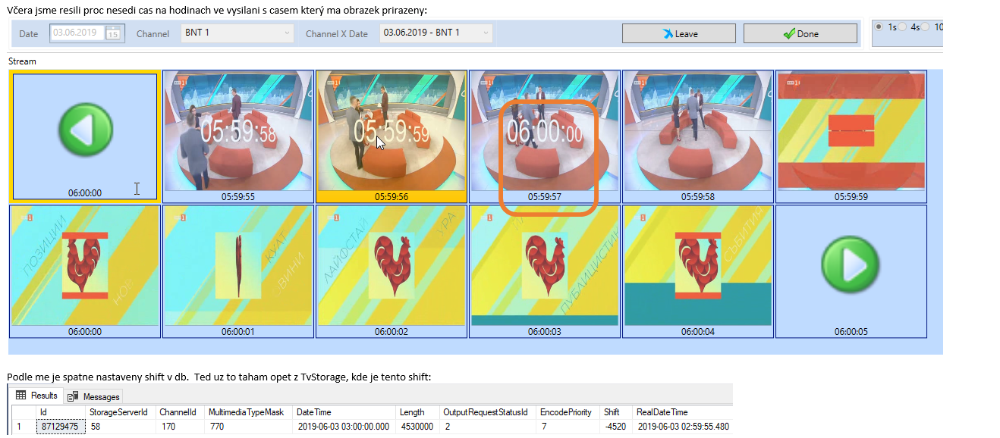 Včera jsme resili proc nesedi cas na hodinach ve vysilani s casem který ma obrazek prirazeny:
Date 03.06.2019 15 Channel BNT 1 Channel X Date 03.06.2019 - BNT 1 Leave Done 1s 4s 10
Stream
05:59:58 05:59:59 06:00:00
06:00:00 05:59:55 05:59:56 05:59:57 05:59:58 05:59:59
ПОЗИЦИИ НОР КУЛТ ВИНИ ЛАЙФСТАЙ УРА ПУБЛИЦИСТИК СЪБИТИЯ
06:00:00 06:00:01 06:00:02 06:00:03 06:00:04 06:00:05
Podle me je spatne nastaveny shift v db. Ted uz to taham opet z TvStorage, kde je tento shift:
Results Messages
Id StorageServerId ChannelId MultimediaTypeMask DateTime Length OutputRequestStatusId EncodePriority Shift RealDateTime
1 87129475 58 170 770 2019-06-03 03:00:00.000 4530000 2 7 -4520 2019-06-03 02:59:55.480